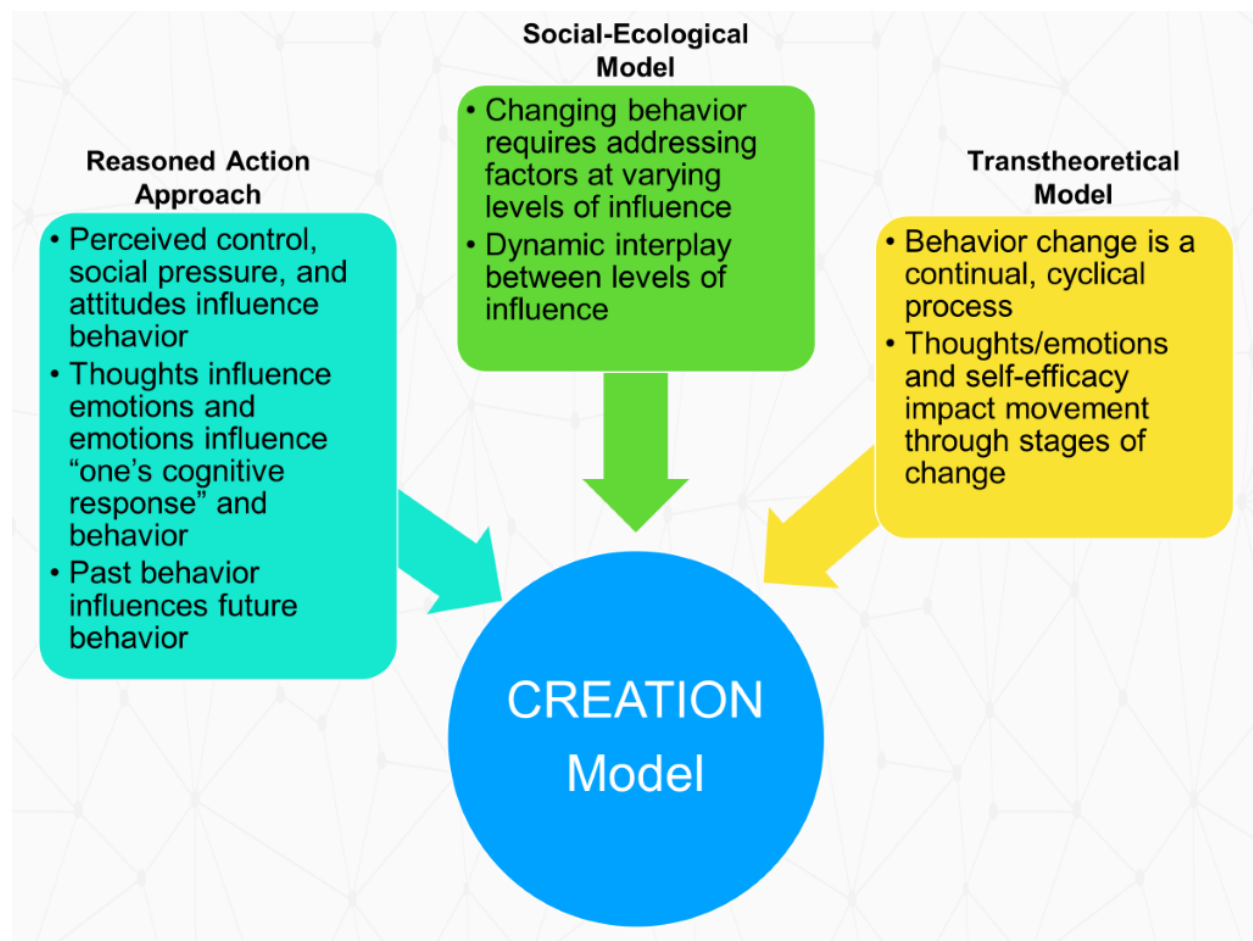 Social-Ecological
Model
• Changing behavior
requires addressing
factors at varying
levels of influence
• Dynamic interplay
between levels of
influence
Reasoned Action
Approach
• Perceived control,
social pressure, and
attitudes influence
behavior
• Thoughts influence
emotions and
emotions influence
“one’s cognitive
response” and
behavior
• Past behavior
influences future
behavior
Transtheoretical
Model
• Behavior change is a
continual, cyclical
process
• Thoughts/emotions
and self-efficacy
impact movement
through stages of
change
CREATION
Model